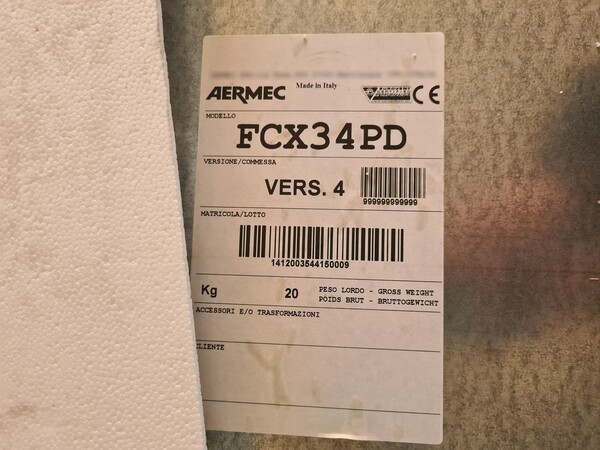 AERMEC
Made in Italy
CE
MODELLO
FCX34PD
VERSIONE/COMMESSA
VERS. 4
999999999999
MATRICOLA/LOTTO
1412003544150009
Kg
20
PESO LORDO - GROSS WEIGHT
POIDS BRUT - BRUTTOGEWICHT
ACCESSORI E/O TRASFORMAZIONI
CLIENTE